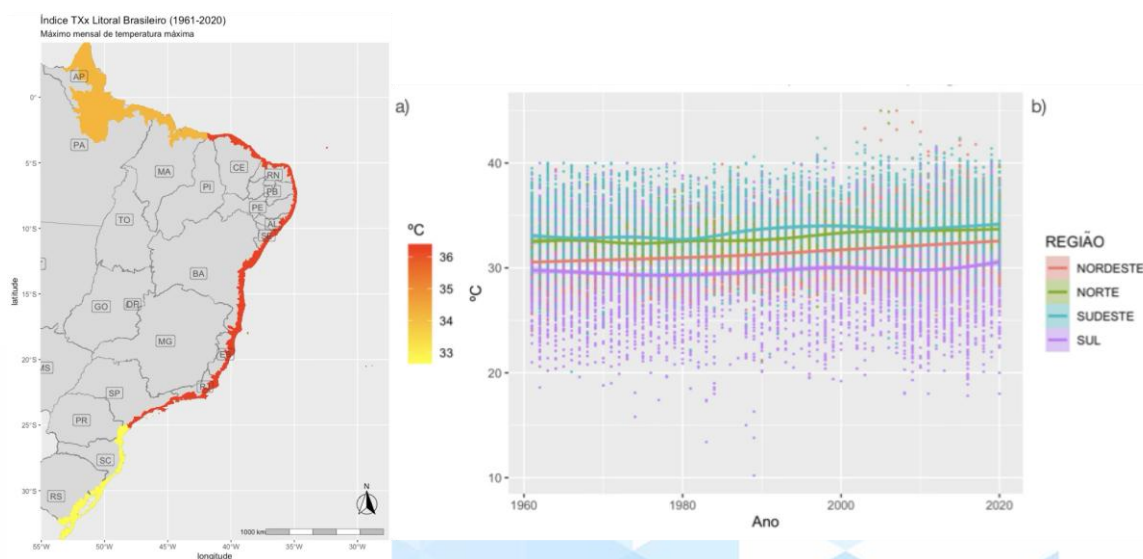 Índice TXx Litoral Brasileiro (1961-2020)
Máximo mensal de temperatura máxima
AP
PA
MA
CE
RN
PB
PI
PE
AL
SE
TO
BA
GO
DF
MG
ES
MS
SP
RJ
PR
SC
RS
0°
5°S
10°S
15°S
20°S
25°S
30°S
latitude
N
1000 km
55°W 50°W 45°W 40°W 35°W 30°W
longitude
a)
ºC
36
35
34
33
b)
40
30
20
10
ºC
1960 1980 2000 2020
Ano
REGIÃO
NORDESTE
NORTE
SUDESTE
SUL